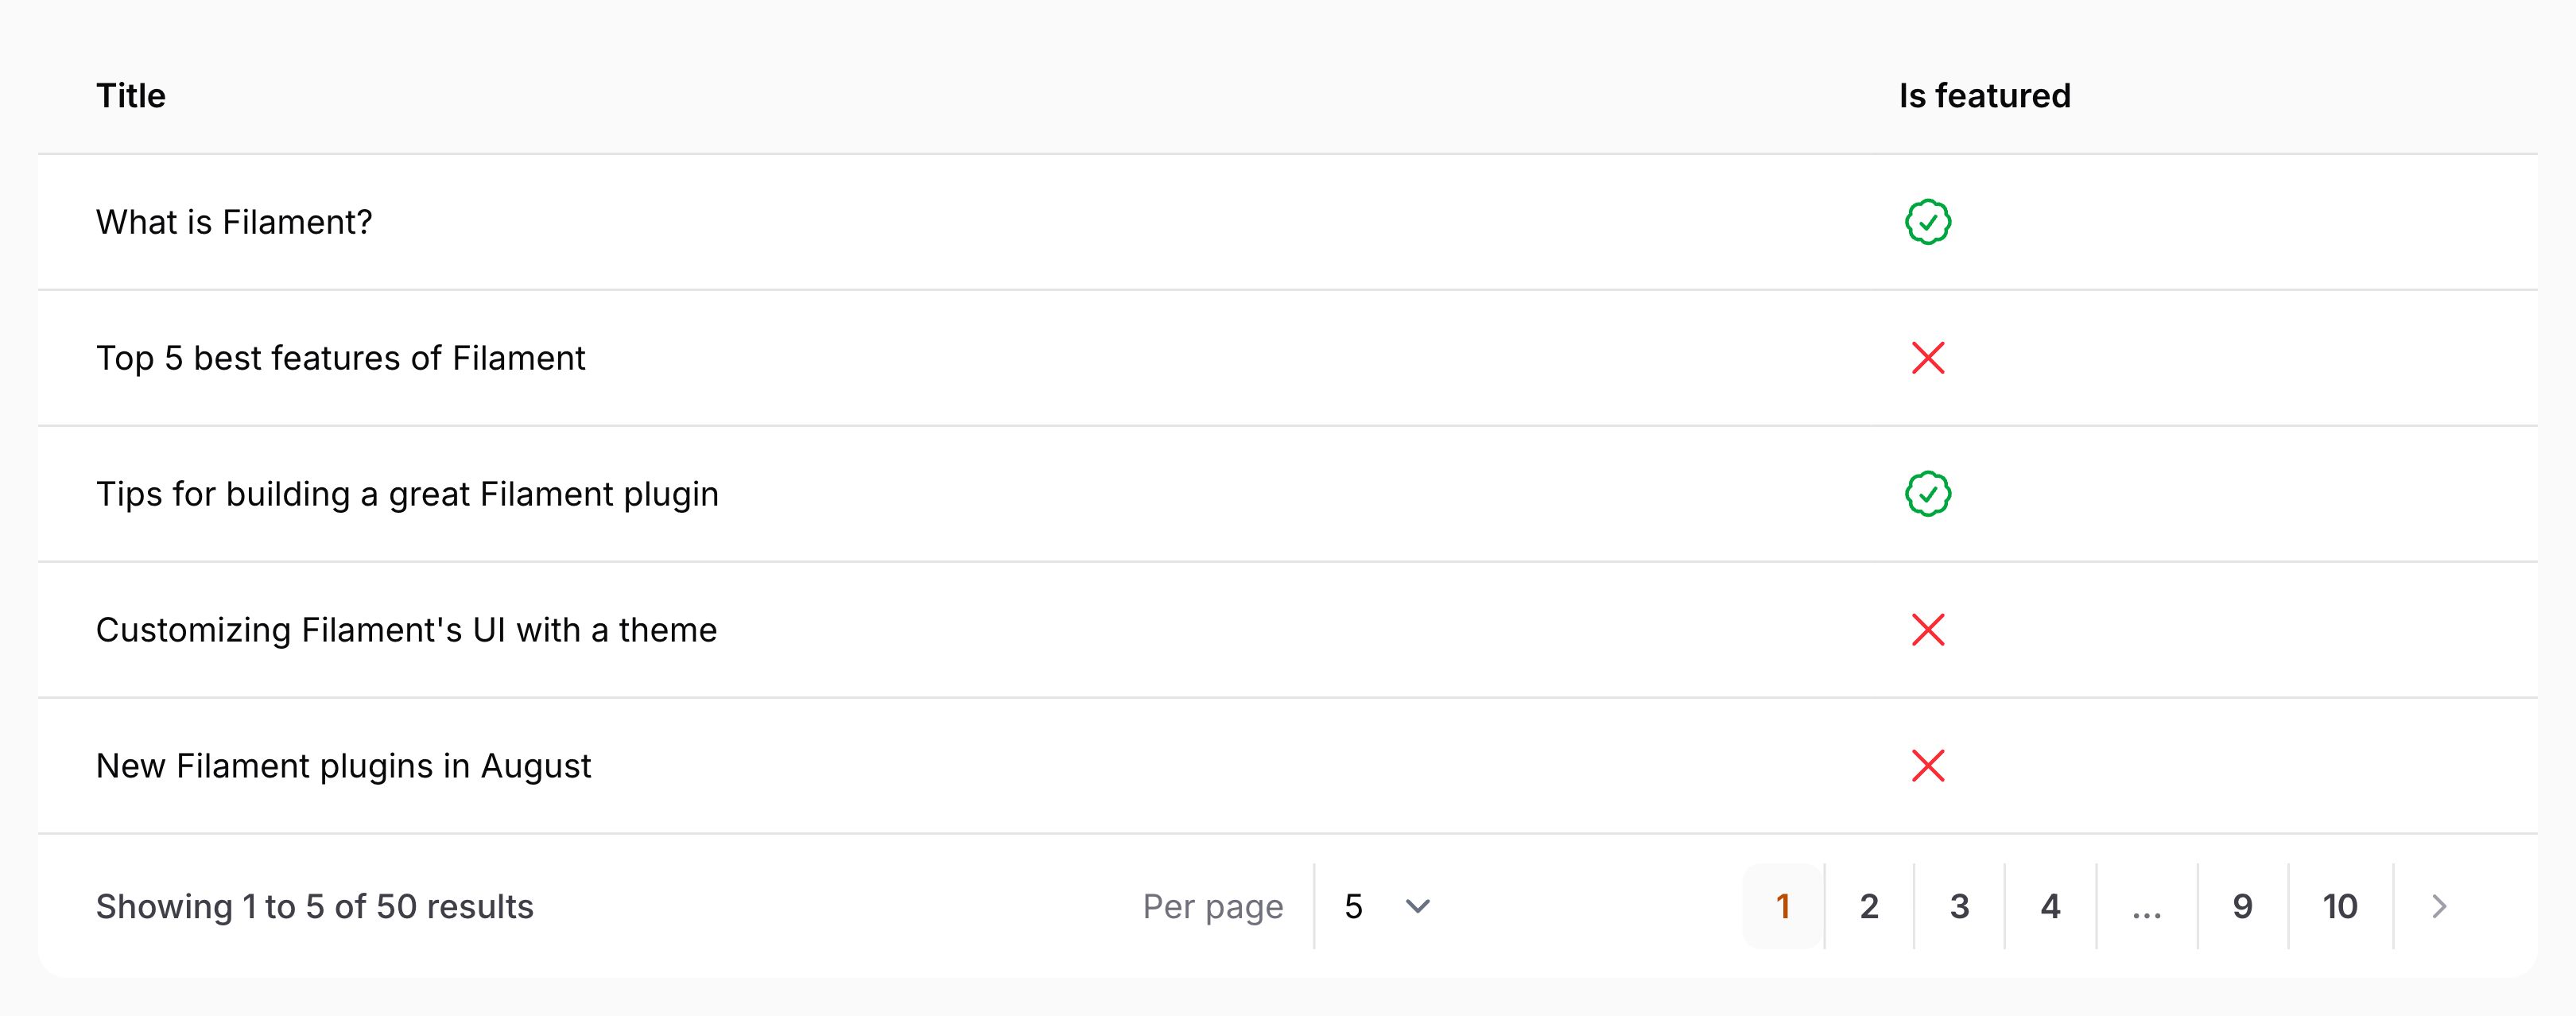 Title Is featured
What is Filament?
Top 5 best features of Filament
Tips for building a great Filament plugin
Customizing Filament's UI with a theme
New Filament plugins in August
Showing 1 to 5 of 50 results Per page 5 1 2 3 4 ... 9 10